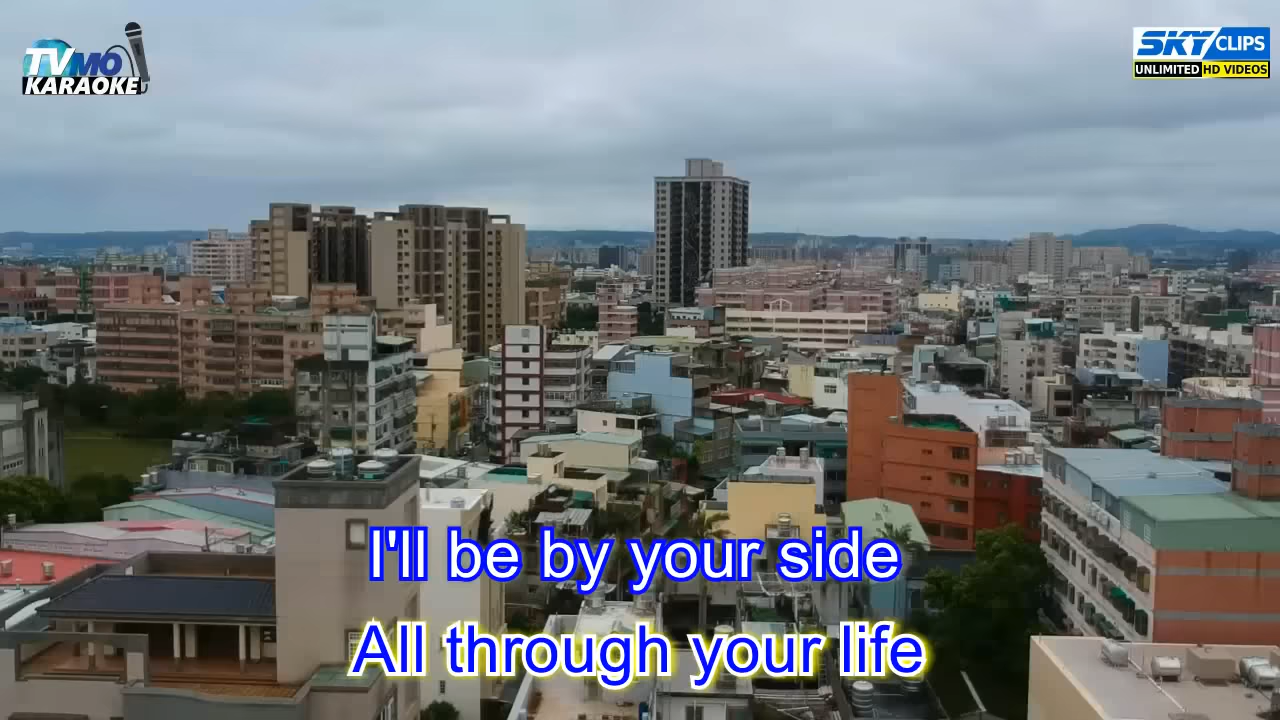 TVMO
KARAOKE
SKY CLIPS
UNLIMITED HD VIDEOS
I'll be by your side
All through your life